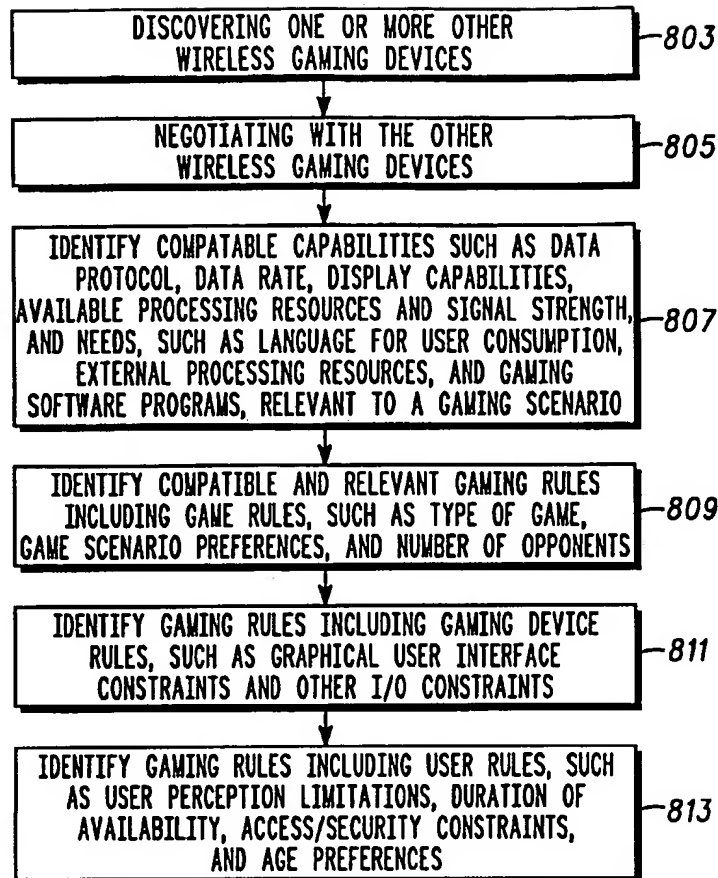 DISCOVERING ONE OR MORE OTHER
WIRELESS GAMING DEVICES
803
NEGOTIATING WITH THE OTHER
WIRELESS GAMING DEVICES
805
IDENTIFY COMPATABLE CAPABILITIES SUCH AS DATA
PROTOCOL, DATA RATE, DISPLAY CAPABILITIES,
AVAILABLE PROCESSING RESOURCES AND SIGNAL STRENGTH,
AND NEEDS, SUCH AS LANGUAGE FOR USER CONSUMPTION,
EXTERNAL PROCESSING RESOURCES, AND GAMING
SOFTWARE PROGRAMS, RELEVANT TO A GAMING SCENARIO
807
IDENTIFY COMPATIBLE AND RELEVANT GAMING RULES
INCLUDING GAME RULES, SUCH AS TYPE OF GAME,
GAME SCENARIO PREFERENCES, AND NUMBER OF OPPONENTS
809
IDENTIFY GAMING RULES INCLUDING GAMING DEVICE
RULES, SUCH AS GRAPHICAL USER INTERFACE
CONSTRAINTS AND OTHER I/O CONSTRAINTS
811
IDENTIFY GAMING RULES INCLUDING USER RULES, SUCH
AS USER PERCEPTION LIMITATIONS, DURATION OF
AVAILABILITY, ACCESS/SECURITY CONSTRAINTS,
AND AGE PREFERENCES
813